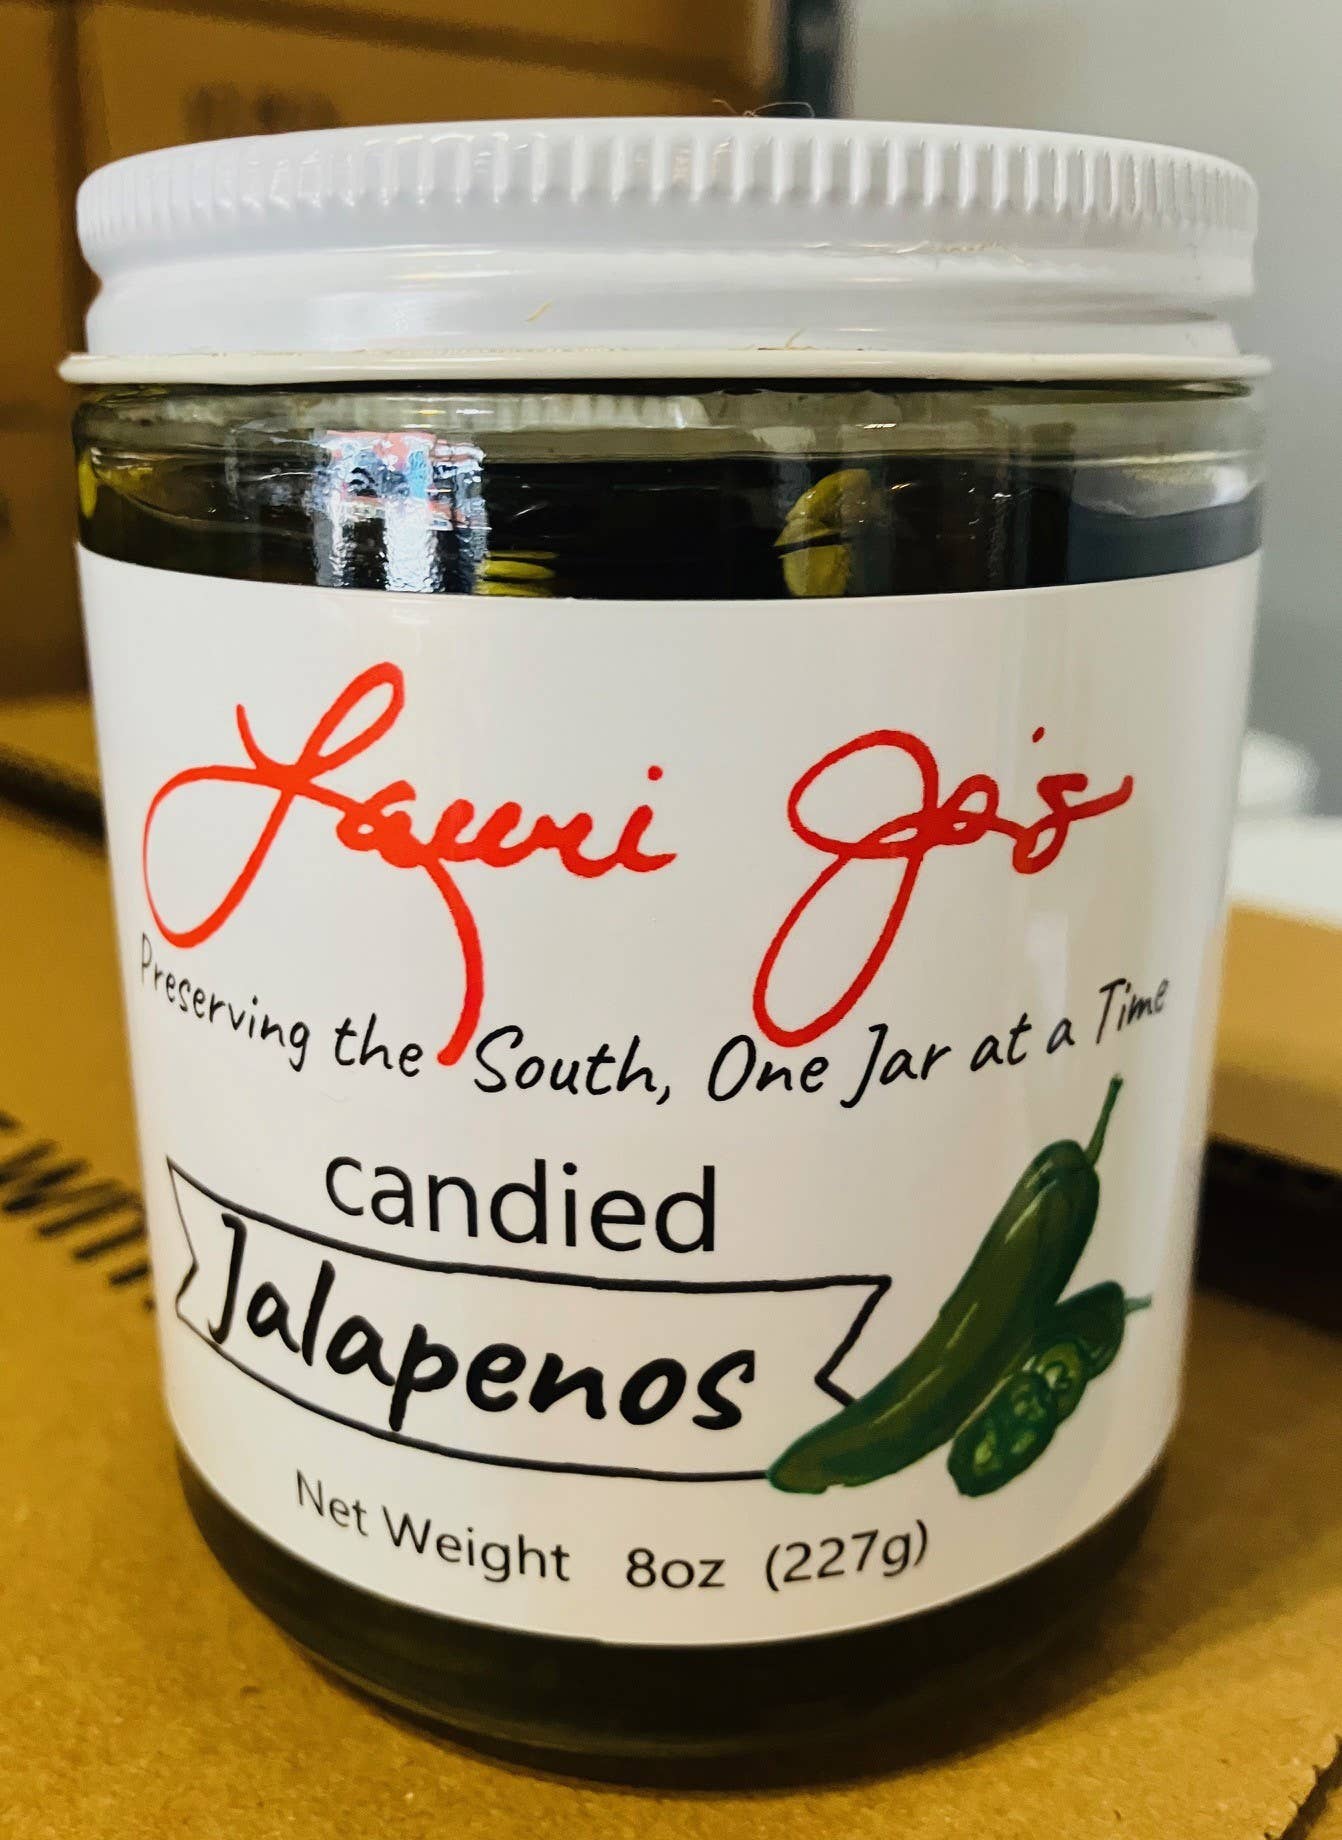 Lauri Jo's
Preserving the South, One Jar at a Time
candied
Jalapenos
Net Weight 8oz (227g)